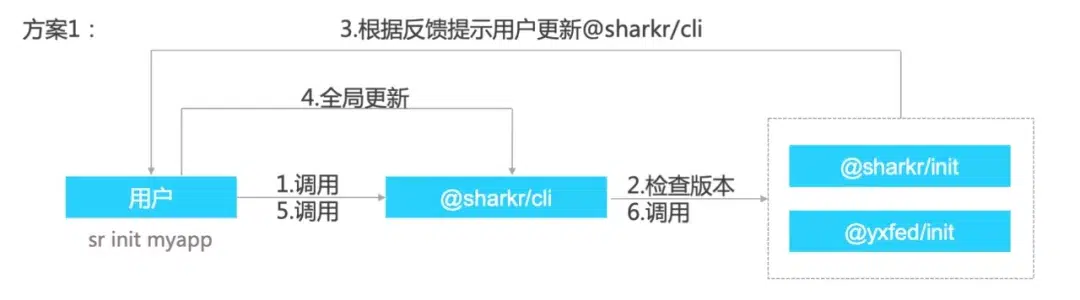 方案1：
3.根据反馈提示用户更新@sharkr/cli
4.全局更新
用户
1.调用
5.调用
@sharkr/cli
2.检查版本
6.调用
@sharkr/init
@yxfed/init
sr init myapp